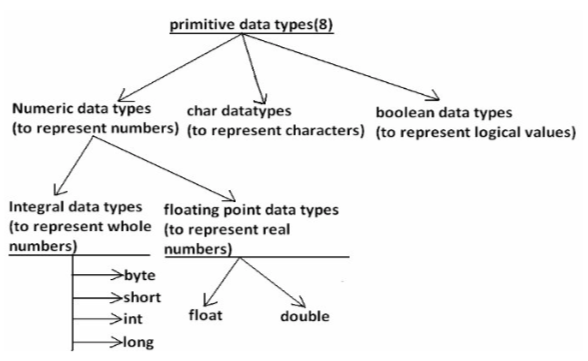 primitive data types(8)
Numeric data types
(to represent numbers)
char datatypes
(to represent characters)
boolean data types
(to represent logical values)
Integral data types
(to represent whole
numbers)
floating point data types
(to represent real
numbers)
byte
short
int
long
float
double